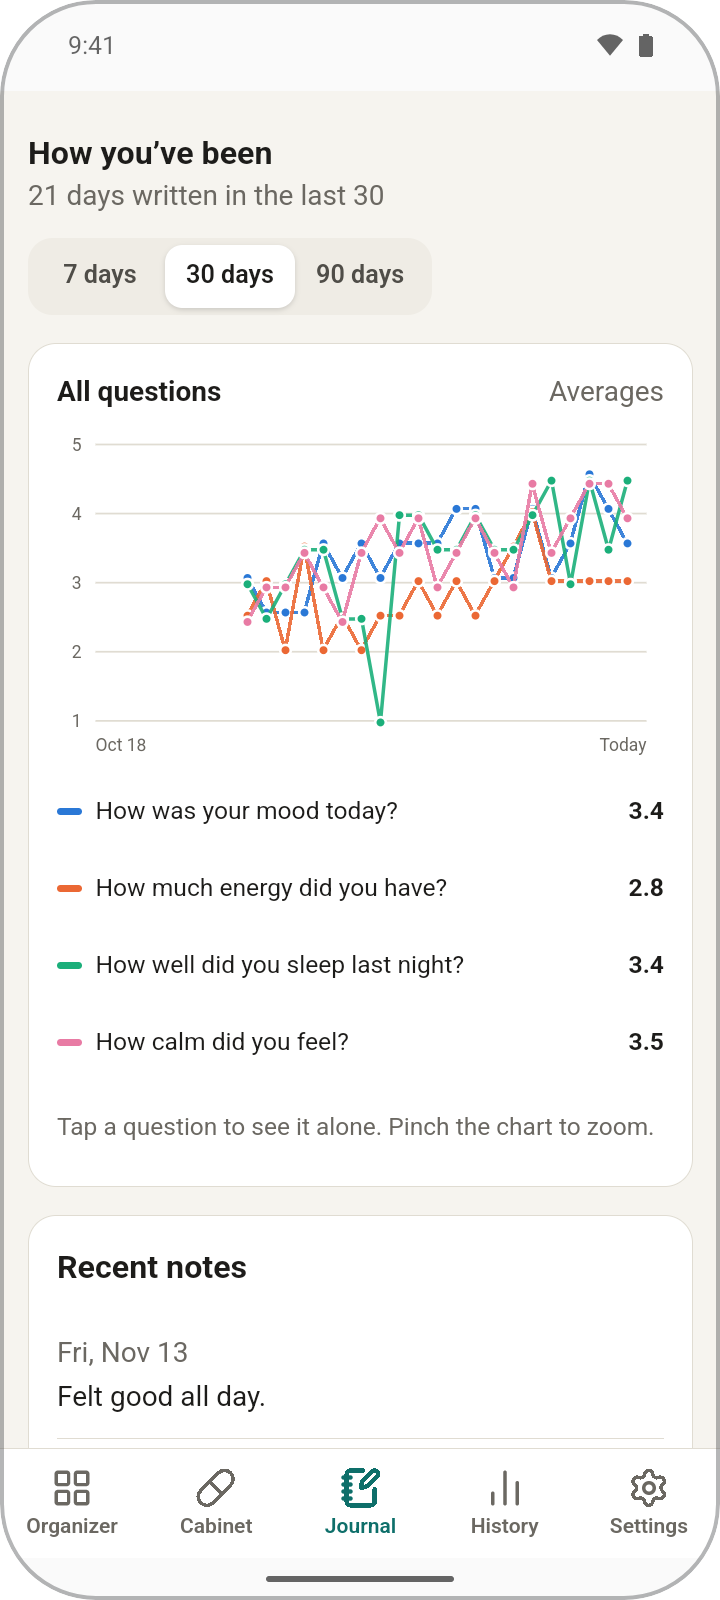 9:41
How you’ve been
21 days written in the last 30
7 days 30 days 90 days
All questions Averages
5
4
3
2
1
Oct 18 Today
How was your mood today? 3.4
How much energy did you have? 2.8
How well did you sleep last night? 3.4
How calm did you feel? 3.5
Tap a question to see it alone. Pinch the chart to zoom.
Recent notes
Fri, Nov 13
Felt good all day.
Organizer Cabinet Journal History Settings